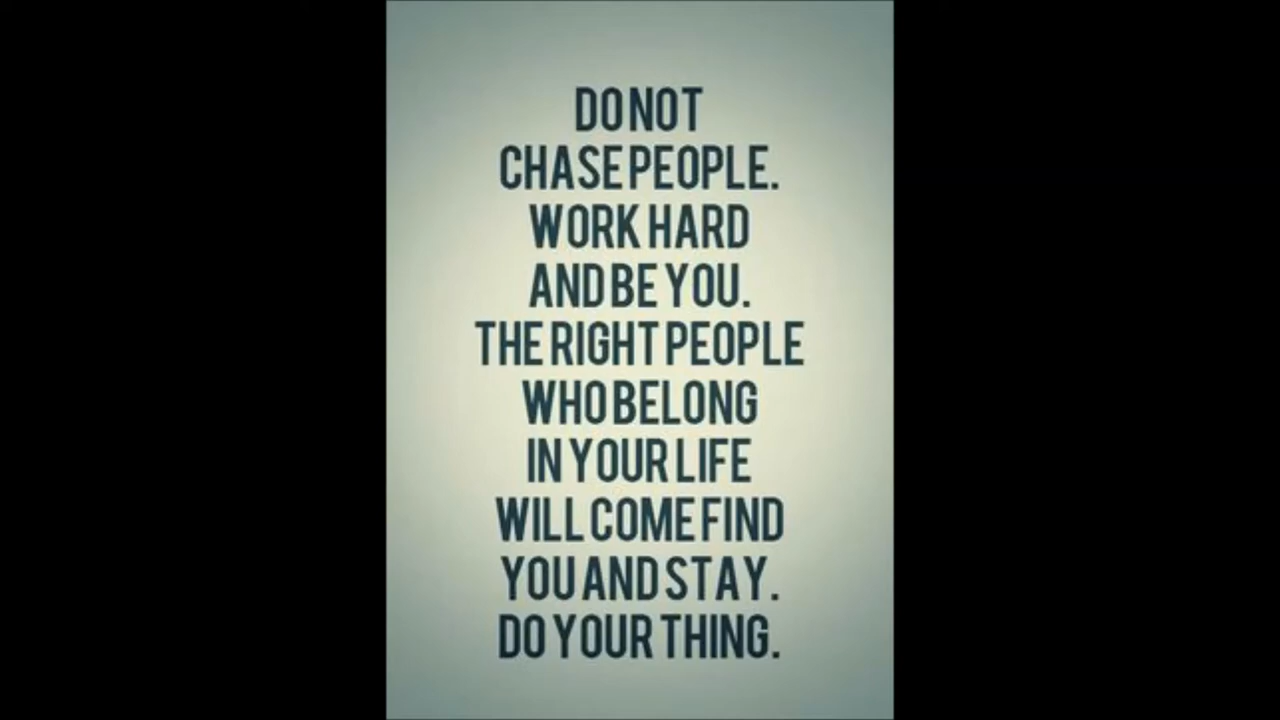 DO NOT
CHASE PEOPLE.
WORK HARD
AND BE YOU.
THE RIGHT PEOPLE
WHO BELONG
IN YOUR LIFE
WILL COME FIND
YOU AND STAY.
DO YOUR THING.